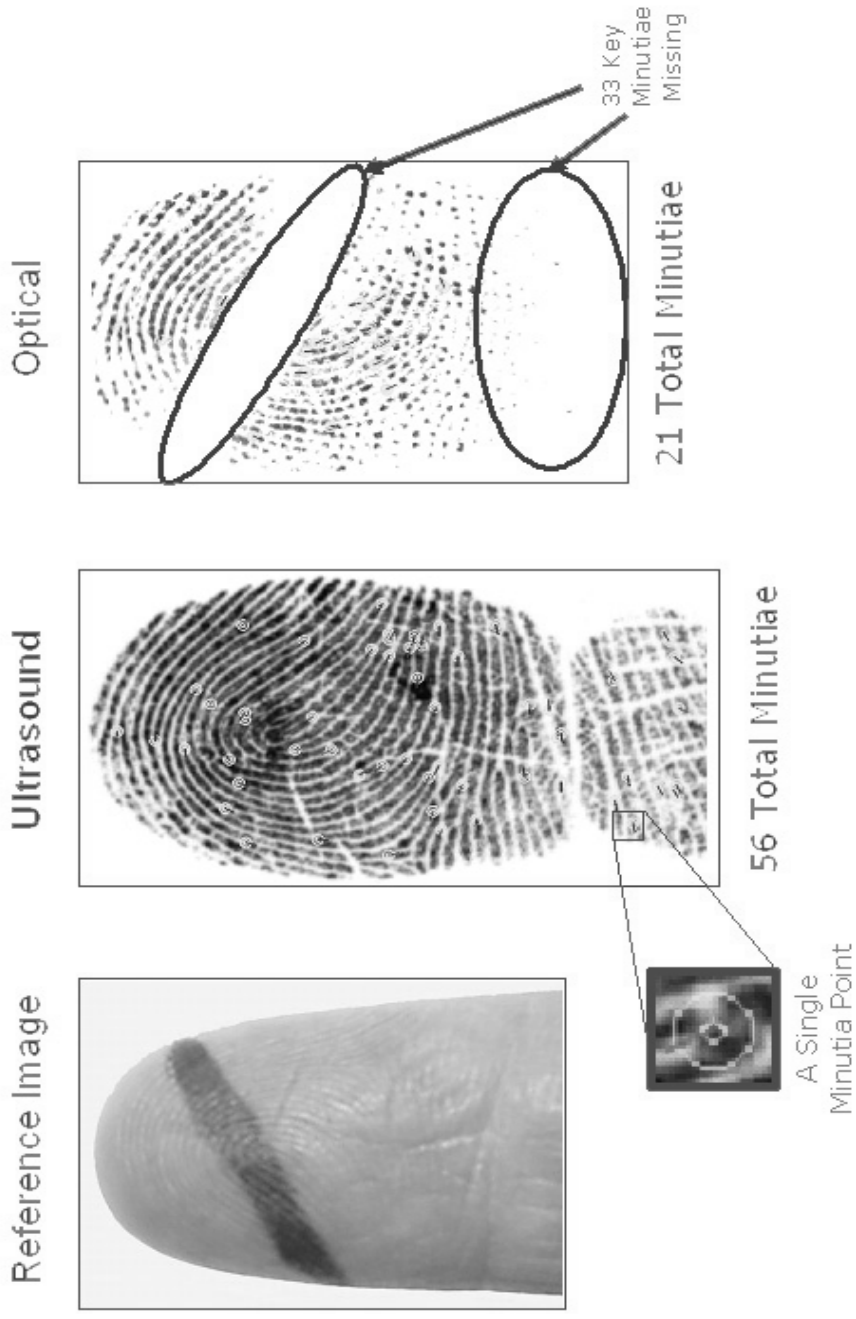 Reference Image
Ultrasound
Optical
56 Total Minutiae
21 Total Minutiae
33 Key
Minutiae
Missing
A Single
Minutia Point